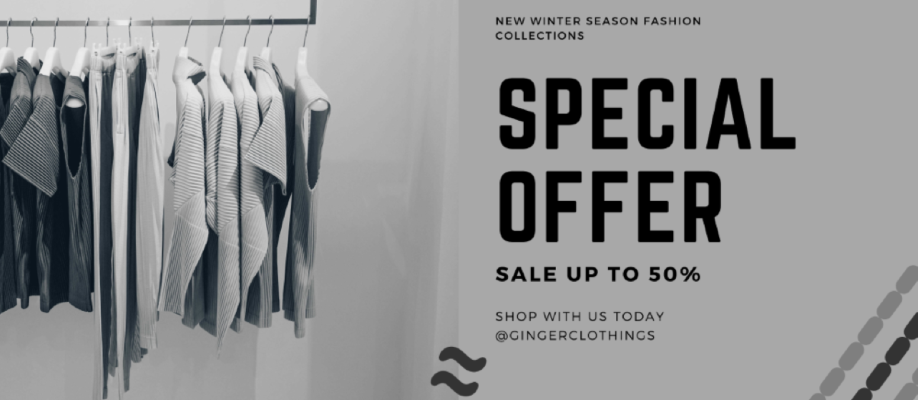 NEW WINTER SEASON FASHION
COLLECTIONS
SPECIAL
OFFER
SALE UP TO 50%
SHOP WITH US TODAY
@GINGERCLOTHINGS